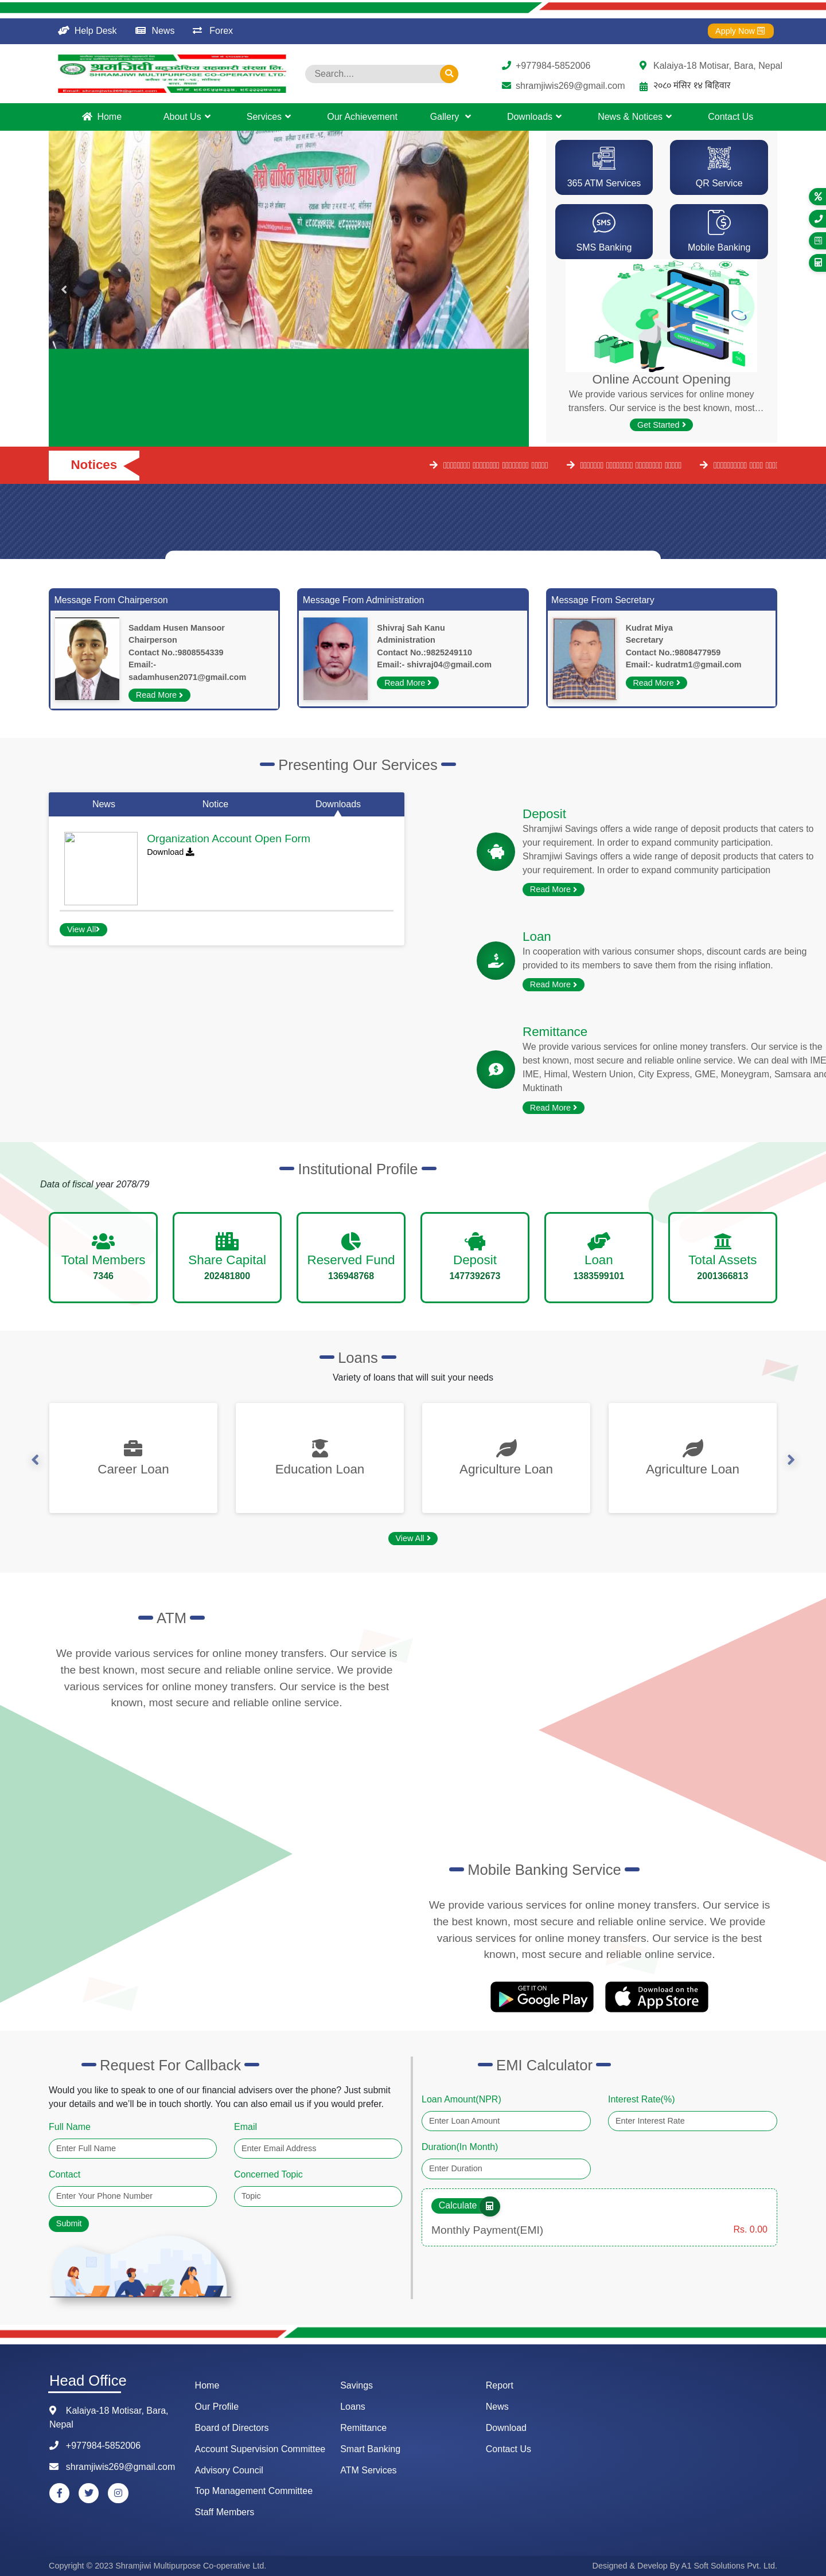 Help Desk
News
Forex
Apply Now
SHRAMJIWI MULTIPURPOSE CO-OPERATIVE LTD.
Search....
+977984-5852006
Kalaiya-18 Motisar, Bara, Nepal
shramjiwis269@gmail.com
२०८० मंसिर १४ बिहिवार
Home
About Us
Services
Our Achievement
Gallery
Downloads
News & Notices
Contact Us
वार्षिक साधारण सभा
365 ATM Services
QR Service
SMS
SMS Banking
Mobile Banking
Online Account Opening
We provide various services for online money
transfers. Our service is the best known, most…
Get Started
Notices
Message From Chairperson
Saddam Husen Mansoor
Chairperson
Contact No.:9808554339
Email:-
sadamhusen2071@gmail.com
Read More
Message From Administration
Shivraj Sah Kanu
Administration
Contact No.:9825249110
Email:- shivraj04@gmail.com
Read More
Message From Secretary
Kudrat Miya
Secretary
Contact No.:9808477959
Email:- kudratm1@gmail.com
Read More
Presenting Our Services
News
Notice
Downloads
Organization Account Open Form
Download
View All
Deposit
Shramjiwi Savings offers a wide range of deposit products that caters to
your requirement. In order to expand community participation.
Shramjiwi Savings offers a wide range of deposit products that caters to
your requirement. In order to expand community participation
Read More
Loan
In cooperation with various consumer shops, discount cards are being
provided to its members to save them from the rising inflation.
Read More
Remittance
We provide various services for online money transfers. Our service is the
best known, most secure and reliable online service. We can deal with IME
IME, Himal, Western Union, City Express, GME, Moneygram, Samsara and
Muktinath
Read More
Institutional Profile
Data of fiscal year 2078/79
Total Members
7346
Share Capital
202481800
Reserved Fund
136948768
Deposit
1477392673
Loan
1383599101
Total Assets
2001366813
Loans
Variety of loans that will suit your needs
Career Loan
Education Loan
Agriculture Loan
Agriculture Loan
View All
ATM
We provide various services for online money transfers. Our service is
the best known, most secure and reliable online service. We provide
various services for online money transfers. Our service is the best
known, most secure and reliable online service.
Mobile Banking Service
We provide various services for online money transfers. Our service is
the best known, most secure and reliable online service. We provide
various services for online money transfers. Our service is the best
known, most secure and reliable online service.
GET IT ON
Google Play
Download on the
App Store
Request For Callback
Would you like to speak to one of our financial advisers over the phone? Just submit
your details and we'll be in touch shortly. You can also email us if you would prefer.
Full Name
Email
Enter Full Name
Enter Email Address
Contact
Concerned Topic
Enter Your Phone Number
Topic
Submit
EMI Calculator
Loan Amount(NPR)
Interest Rate(%)
Enter Loan Amount
Enter Interest Rate
Duration(In Month)
Enter Duration
Calculate
Monthly Payment(EMI)
Rs. 0.00
Head Office
Kalaiya-18 Motisar, Bara,
Nepal
+977984-5852006
shramjiwis269@gmail.com
Home
Our Profile
Board of Directors
Account Supervision Committee
Advisory Council
Top Management Committee
Staff Members
Savings
Loans
Remittance
Smart Banking
ATM Services
Report
News
Download
Contact Us
Copyright © 2023 Shramjiwi Multipurpose Co-operative Ltd.
Designed & Develop By A1 Soft Solutions Pvt. Ltd.